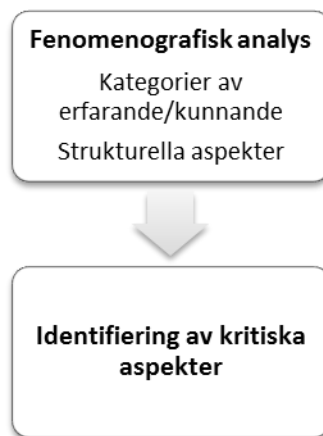 Fenomenografisk analys
Kategorier av
erfarande/kunnande
Strukturella aspekter
Identifiering av kritiska
aspekter